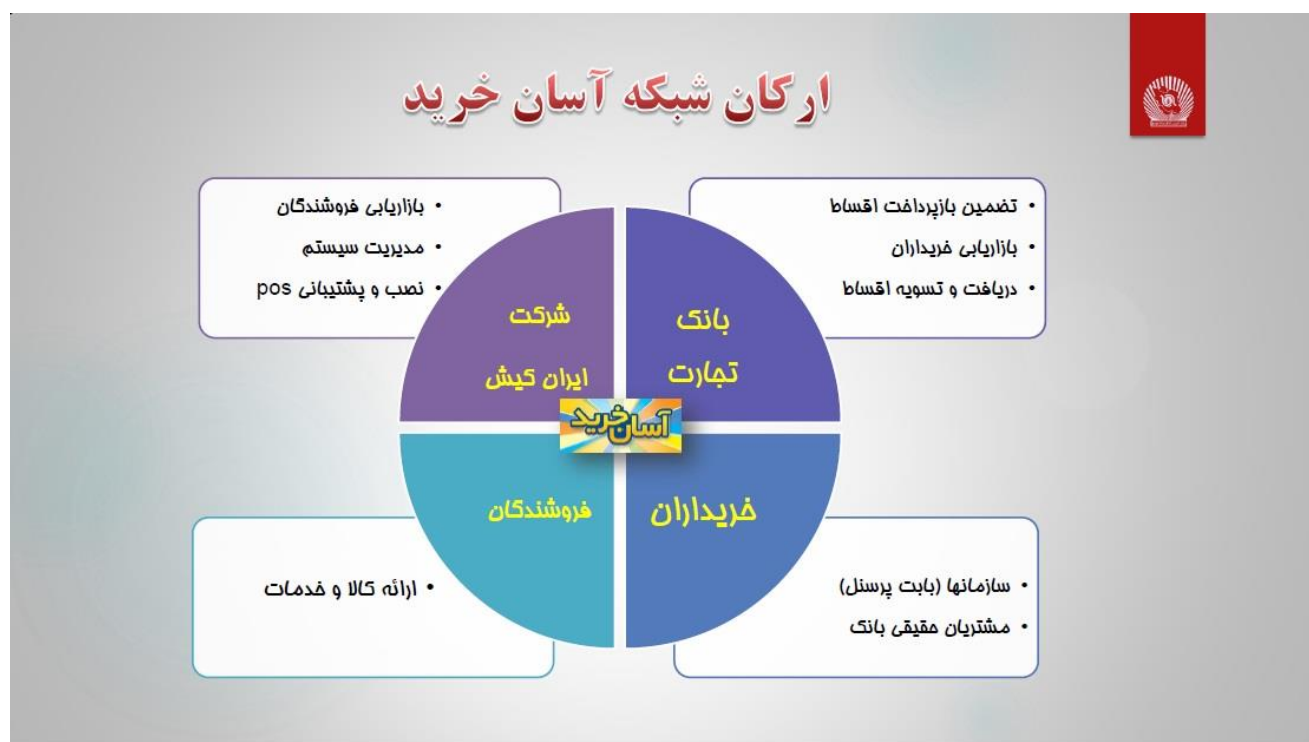 ارکان شبکه آسان خرید
• تضمین بازپرداخت اقساط
• بازاریابی خریداران
• دریافت و تسویه اقساط
بانک
تجارت
• بازاریابی فروشندگان
• مدیریت سیستم
• نصب و پشتیبانی pos
شرکت
ایران کیش
آسان خرید
خریداران
• سازمانها (بابت پرسنل)
• مشتریان حقیقی بانک
فروشندگان
• ارائه کالا و خدمات